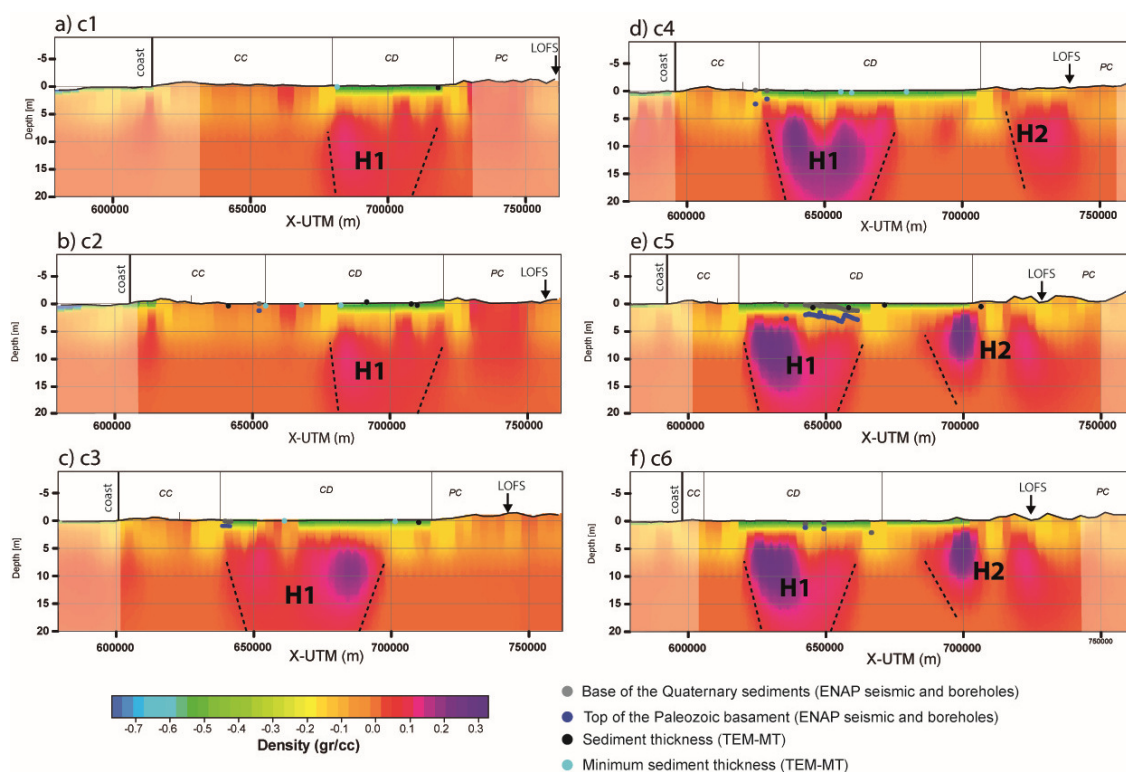 a) c1
LOFS
coast
CC
CD
PC
-5
0
5
10
15
20
Depth [m]
H1
600000 650000 700000 750000
X-UTM (m)
b) c2
LOFS
coast
CC
CD
PC
-5
0
5
10
15
20
Depth [m]
H1
600000 650000 700000 750000
X-UTM (m)
c) c3
LOFS
coast
CC
CD
PC
-5
0
5
10
15
20
Depth [m]
H1
600000 650000 700000 750000
X-UTM (m)
d) c4
LOFS
coast
CC
CD
PC
-5
0
5
10
15
20
Depth [m]
H1
H2
600000 650000 700000 750000
X-UTM (m)
e) c5
LOFS
coast
CC
CD
PC
-5
0
5
10
15
20
Depth [m]
H1
H2
600000 650000 700000 750000
X-UTM (m)
f) c6
LOFS
coast
CC
CD
PC
-5
0
5
10
15
20
Depth [m]
H1
H2
600000 650000 700000 750000
X-UTM (m)
-0.7 -0.6 -0.5 -0.4 -0.3 -0.2 -0.1 0.0 0.1 0.2 0.3
Density (gr/cc)
Base of the Quaternary sediments (ENAP seismic and boreholes)
Top of the Paleozoic basament (ENAP seismic and boreholes)
Sediment thickness (TEM-MT)
Minimum sediment thickness (TEM-MT)